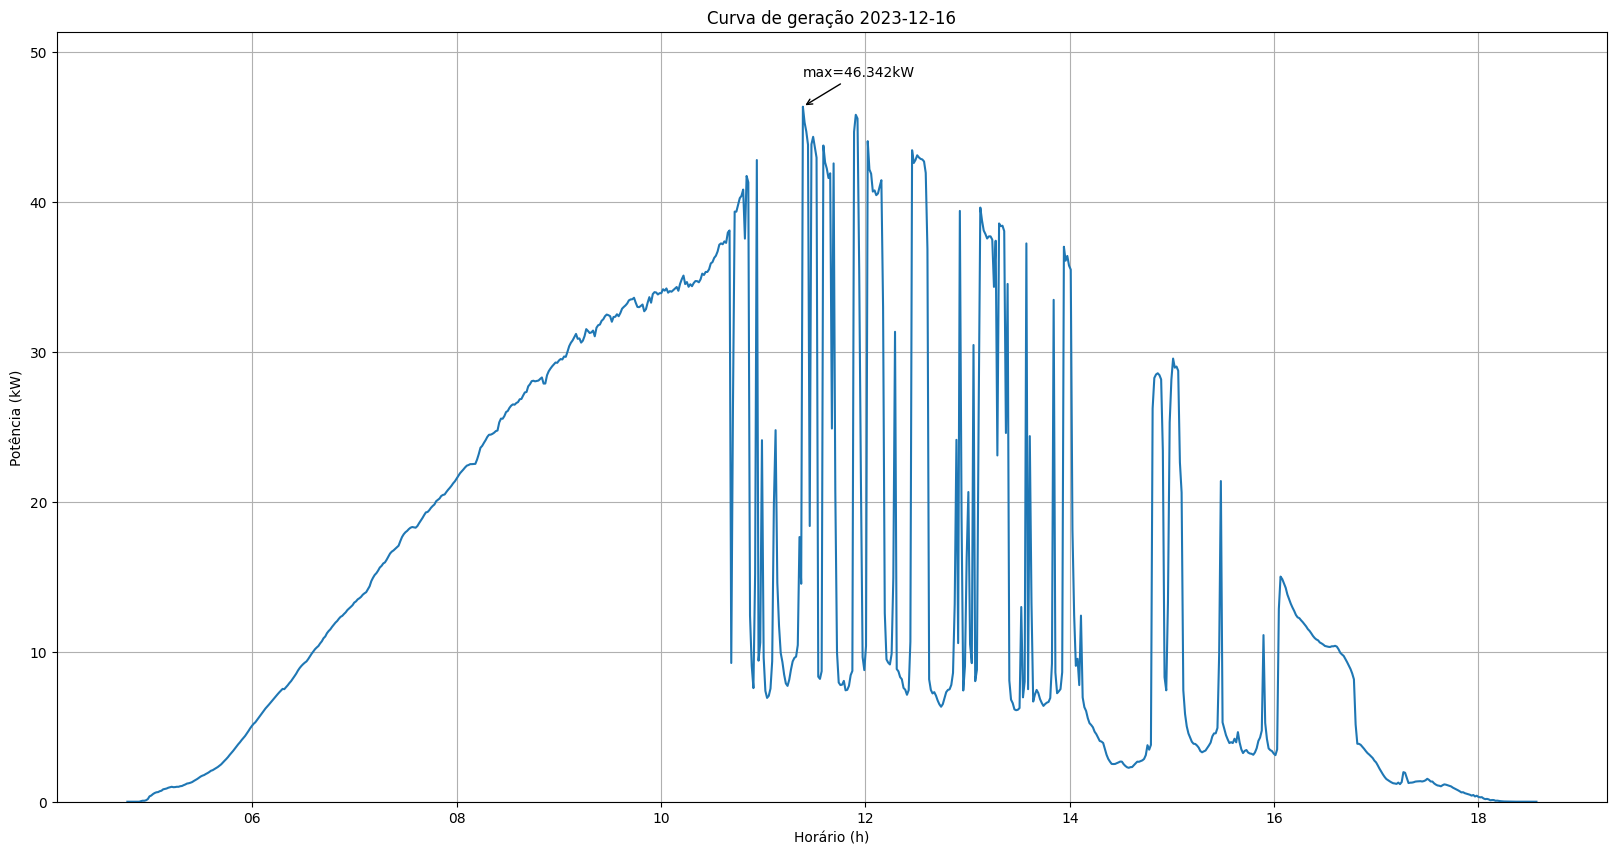 Curva de geração 2023-12-16
50
max=46.342kW
40
30
20
10
0
Potência (kW)
06 08 10 12 14 16 18
Horário (h)